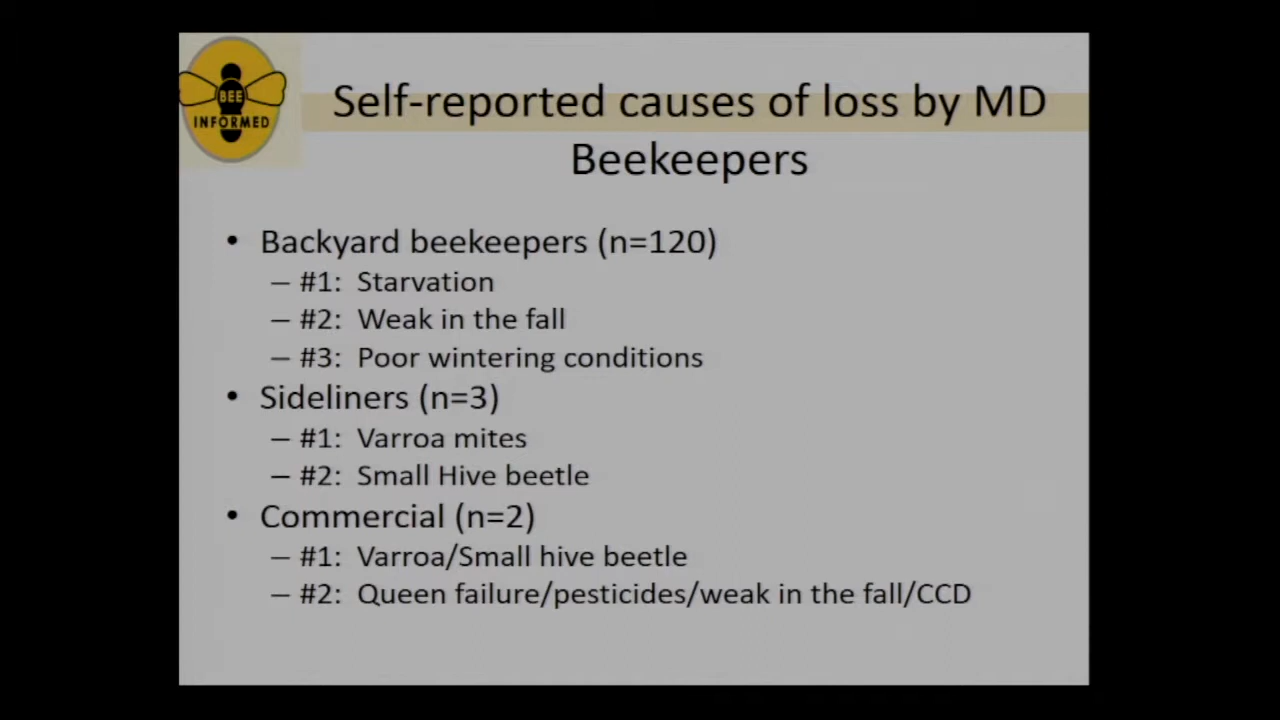 BEE
INFORMED
Self-reported causes of loss by MD
Beekeepers
• Backyard beekeepers (n=120)
– #1: Starvation
– #2: Weak in the fall
– #3: Poor wintering conditions
• Sideliners (n=3)
– #1: Varroa mites
– #2: Small Hive beetle
• Commercial (n=2)
– #1: Varroa/Small hive beetle
– #2: Queen failure/pesticides/weak in the fall/CCD